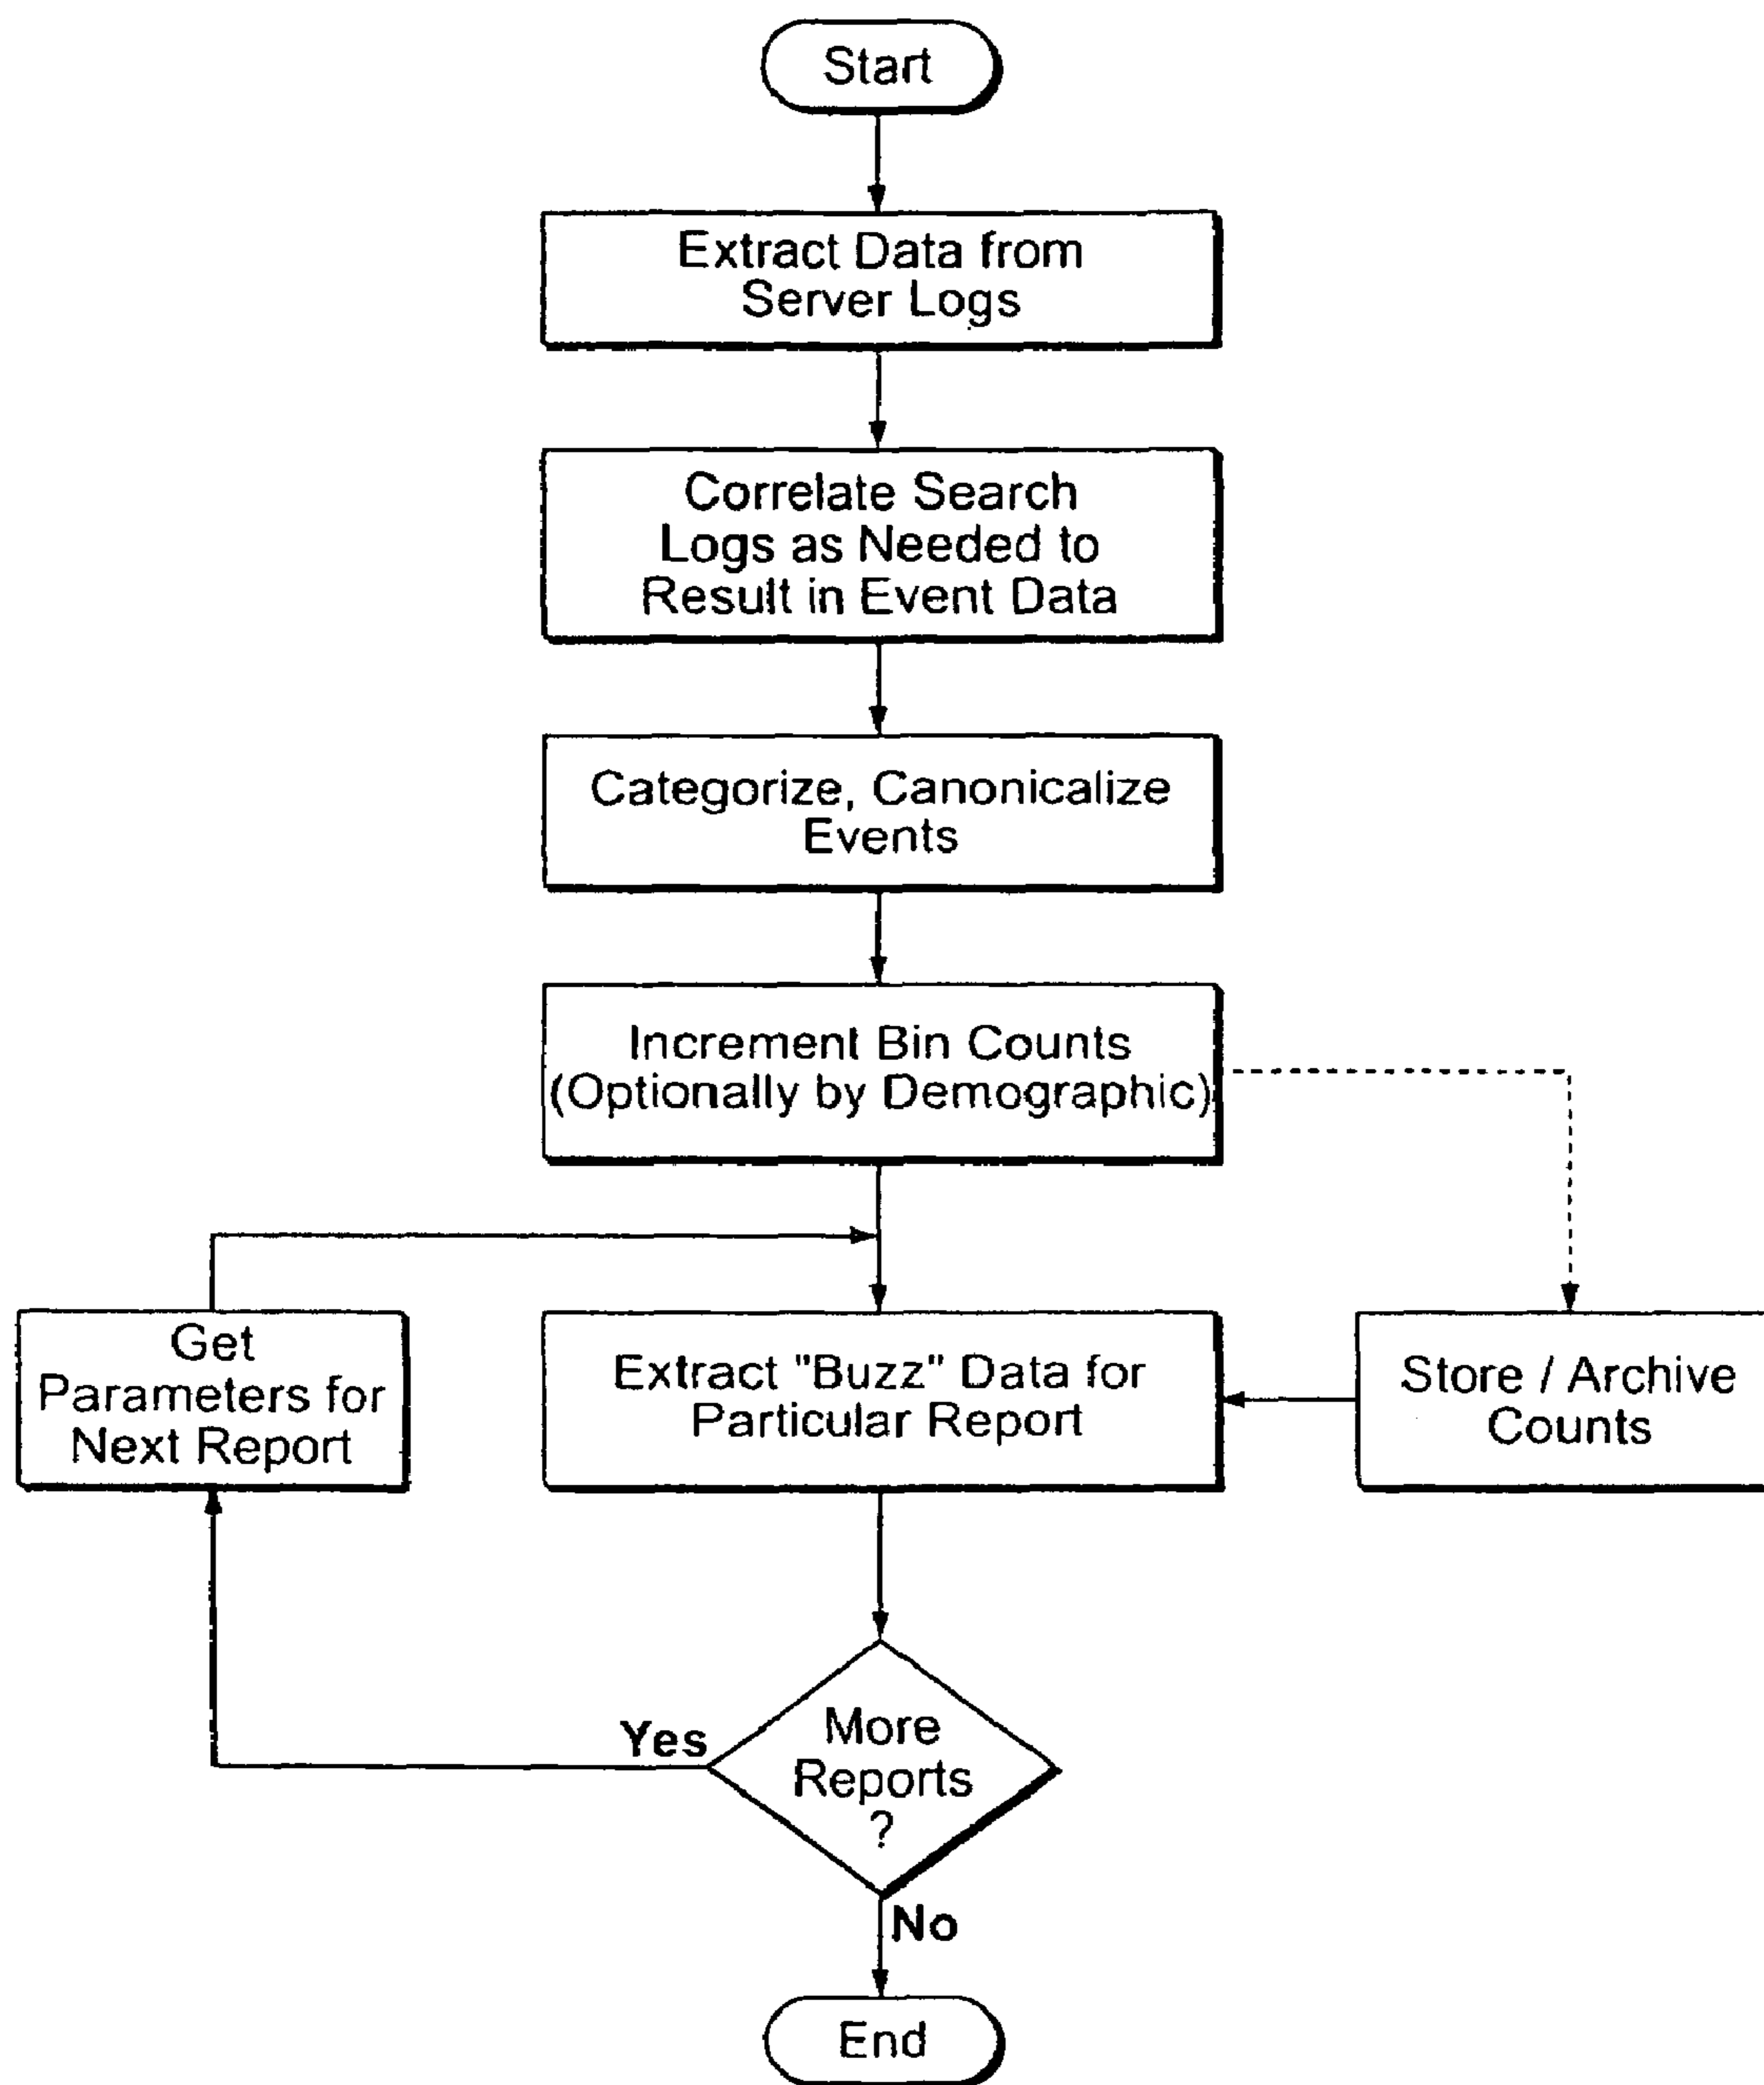 Start
Extract Data from
Server Logs
Correlate Search
Logs as Needed to
Result in Event Data
Categorize, Canonicalize
Events
Increment Bin Counts
(Optionally by Demographic)
Get
Parameters for
Next Report
Extract "Buzz" Data for
Particular Report
Store / Archive
Counts
Yes
More
Reports
?
No
End